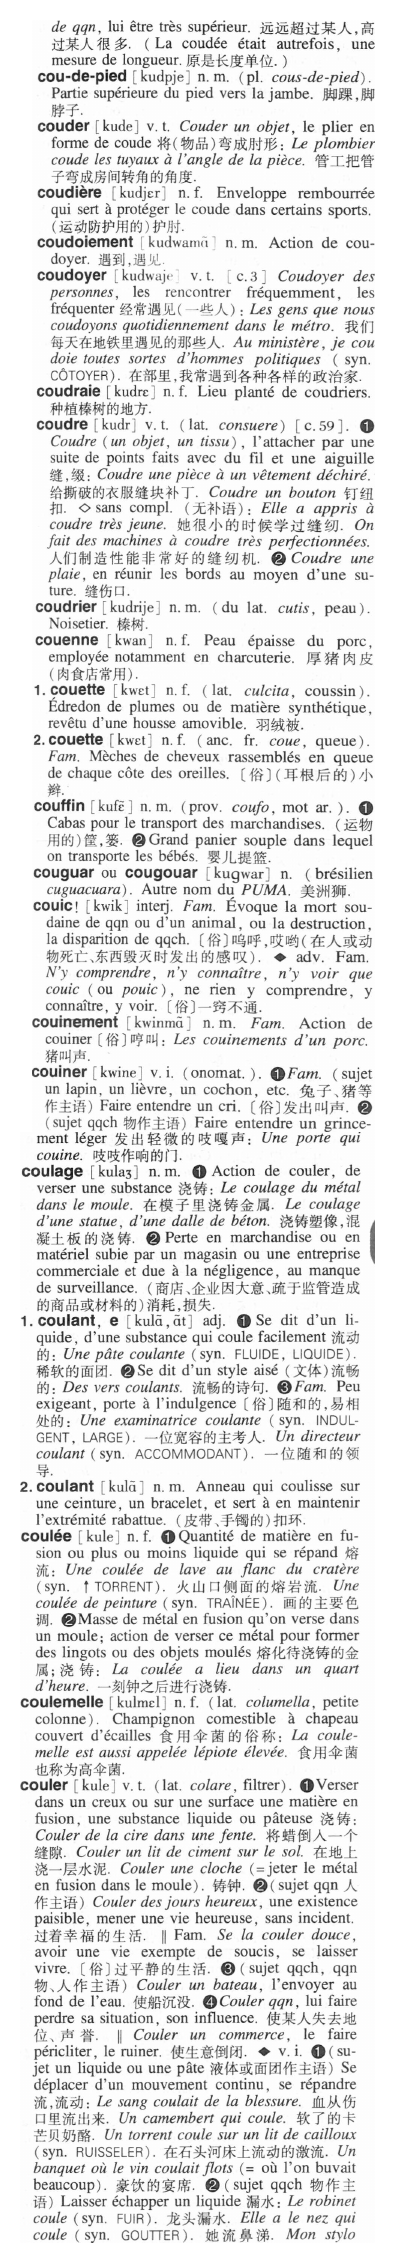 de qqn, lui être très supérieur. 远远超过某人,高
过某人很多. ( La coudée était autrefois, une
mesure de longueur. 原是长度单位. )
cou-de-pied [kudpje] n. m. (pl. cous-de-pied).
Partie supérieure du pied vers la jambe. 脚踝,脚
脖子.
couder [kude] v. t. Couder un objet, le plier en
forme de coude 将(物品)弯成肘形: Le plombier
coude les tuyaux à l'angle de la pièce. 管工把管
子弯成房间转角的角度.
coudière [kudjɛr] n. f. Enveloppe rembourrée
qui sert à protéger le coude dans certains sports.
(运动防护用的)护肘.
coudoiement [kudwamɑ̃] n. m. Action de cou-
doyer. 遇到,遇见.
coudoyer [kudwaje] v. t. [c.3] Coudoyer des
personnes, les rencontrer fréquemment, les
fréquenter 经常遇见(一些人): Les gens que nous
coudoyons quotidiennement dans le métro. 我们
每天在地铁里遇见的那些人. Au ministère, je cou
doie toutes sortes d'hommes politiques ( syn.
CÔTOYER). 在部里,我常遇到各种各样的政治家.
coudraie [kudrɛ] n. f. Lieu planté de coudriers.
种植榛树的地方.
coudre [kudr] v. t. (lat. consuere) [c.59]. ❶
Coudre (un objet, un tissu), l'attacher par une
suite de points faits avec du fil et une aiguille
缝,缀: Coudre une pièce à un vêtement déchiré.
给撕破的衣服缝块补丁. Coudre un bouton 钉纽
扣. ◇ sans compl. (无补语): Elle a appris à
coudre très jeune. 她很小的时候学过缝纫. On
fait des machines à coudre très perfectionnées.
人们制造性能非常好的缝纫机. ❷ Coudre une
plaie, en réunir les bords au moyen d'une su-
ture. 缝伤口.
coudrier [kudrije] n. m. (du lat. cutis, peau).
Noisetier. 榛树.
couenne [kwan] n. f. Peau épaisse du porc,
employée notamment en charcuterie. 厚猪肉皮
(肉食店常用).
1. couette [kwɛt] n. f. (lat. culcita, coussin).
Édredon de plumes ou de matière synthétique,
revêtu d'une housse amovible. 羽绒被.
2. couette [kwɛt] n. f. (anc. fr. coue, queue).
Fam. Mèches de cheveux rassemblés en queue
de chaque côte des oreilles. 〔俗〕(耳根后的)小
辫.
couffin [kufɛ̃] n. m. (prov. coufo, mot ar. ). ❶
Cabas pour le transport des marchandises. (运物
用的)筐,篓. ❷Grand panier souple dans lequel
on transporte les bébés. 婴儿提篮.
couguar ou cougouar [kugwar] n. (brésilien
cuguacuara). Autre nom du PUMA. 美洲狮.
couic! [kwik] interj. Fam. Évoque la mort sou-
daine de qqn ou d'un animal, ou la destruction,
la disparition de qqch. 〔俗〕呜呼,哎哟(在人或动
物死亡、东西毁灭时发出的感叹). ◆ adv. Fam.
N'y comprendre, n'y connaître, n'y voir que
couic (ou pouic), ne rien y comprendre, y
connaître, y voir. 〔俗〕一窍不通.
couinement [kwinmɑ̃] n. m. Fam. Action de
couiner〔俗〕哼叫: Les couinements d'un porc.
猪叫声.
couiner [kwine] v. i. (onomat. ). ❶Fam. (sujet
un lapin, un lièvre, un cochon, etc. 兔子、猪等
作主语) Faire entendre un cri. 〔俗〕发出叫声. ❷
(sujet qqch 物作主语) Faire entendre un grince-
ment léger 发出轻微的吱嘎声: Une porte qui
couine. 吱吱作响的门.
coulage [kulaʒ] n. m. ❶ Action de couler, de
verser une substance 浇铸: Le coulage du métal
dans le moule. 在模子里浇铸金属. Le coulage
d'une statue, d'une dalle de béton. 浇铸塑像,混
凝土板的浇铸. ❷ Perte en marchandise ou en
matériel subie par un magasin ou une entreprise
commerciale et due à la négligence, au manque
de surveillance. (商店、企业因大意、疏于监管造成
的商品或材料的)消耗,损失.
1. coulant, e [kulɑ̃,ɑ̃t] adj. ❶ Se dit d'un li-
quide, d'une substance qui coule facilement 流动
的: Une pâte coulante (syn. FLUIDE, LIQUIDE).
稀软的面团. ❷Se dit d'un style aisé (文体)流畅
的: Des vers coulants. 流畅的诗句. ❸Fam. Peu
exigeant, porte à l'indulgence〔俗〕随和的,易相
处的: Une examinatrice coulante (syn. INDUL-
GENT, LARGE). 一位宽容的主考人. Un directeur
coulant (syn. ACCOMMODANT). 一位随和的领
导.
2. coulant [kulɑ̃] n. m. Anneau qui coulisse sur
une ceinture, un bracelet, et sert à en maintenir
l'extrémité rabattue. (皮带、手镯的)扣环.
coulée [kule] n. f. ❶Quantité de matière en fu-
sion ou plus ou moins liquide qui se répand 熔
流: Une coulée de lave au flanc du cratère
(syn. ↑TORRENT). 火山口侧面的熔岩流. Une
coulée de peinture (syn. TRAÎNÉE). 画的主要色
调. ❷Masse de métal en fusion qu'on verse dans
un moule; action de verser ce métal pour former
des lingots ou des objets moulés 熔化待浇铸的金
属;浇铸: La coulée a lieu dans un quart
d'heure. 一刻钟之后进行浇铸.
coulemelle [kulmɛl] n. f. (lat. columella, petite
colonne). Champignon comestible à chapeau
couvert d'écailles 食用伞菌的俗称: La coule-
melle est aussi appelée lépiote élevée. 食用伞菌
也称为高伞菌.
couler [kule] v. t. (lat. colare, filtrer). ❶Verser
dans un creux ou sur une surface une matière en
fusion, une substance liquide ou pâteuse 浇铸:
Couler de la cire dans une fente. 将蜡倒入一个
缝隙. Couler un lit de ciment sur le sol. 在地上
浇一层水泥. Couler une cloche (= jeter le métal
en fusion dans le moule). 铸钟. ❷(sujet qqn 人
作主语) Couler des jours heureux, une existence
paisible, mener une vie heureuse, sans incident.
过着幸福的生活. ‖ Fam. Se la couler douce,
avoir une vie exempte de soucis, se laisser
vivre. 〔俗〕过平静的生活. ❸ (sujet qqch, qqn
物、人作主语) Couler un bateau, l'envoyer au
fond de l'eau. 使船沉没. ❹Couler qqn, lui faire
perdre sa situation, son influence. 使某人失去地
位、声誉. ‖ Couler un commerce, le faire
péricliter, le ruiner. 使生意倒闭. ◆ v. i. ❶(su-
jet un liquide ou une pâte 液体或面团作主语) Se
déplacer d'un mouvement continu, se répandre
流,流动: Le sang coulait de la blessure. 血从伤
口里流出来. Un camembert qui coule. 软了的卡
芒贝奶酪. Un torrent coule sur un lit de cailloux
(syn. RUISSELER). 在石头河床上流动的激流. Un
banquet où le vin coulait flots (= où l'on buvait
beaucoup). 豪饮的宴席. ❷ (sujet qqch 物作主
语) Laisser échapper un liquide 漏水: Le robinet
coule (syn. FUIR). 龙头漏水. Elle a le nez qui
coule (syn. GOUTTER). 她流鼻涕. Mon stylo